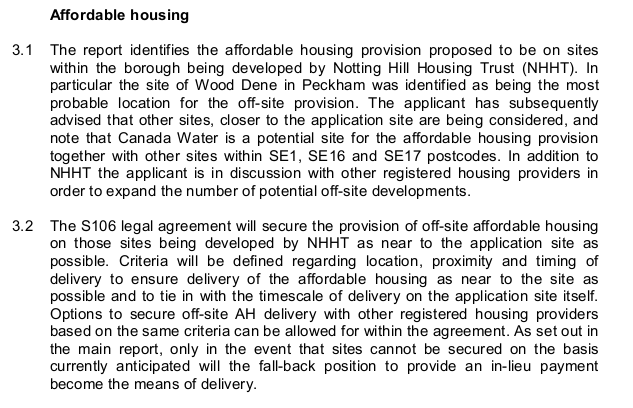 Affordable housing
3.1 The report identifies the affordable housing provision proposed to be on sites
within the borough being developed by Notting Hill Housing Trust (NHHT). In
particular the site of Wood Dene in Peckham was identified as being the most
probable location for the off-site provision. The applicant has subsequently
advised that other sites, closer to the application site are being considered, and
note that Canada Water is a potential site for the affordable housing provision
together with other sites within SE1, SE16 and SE17 postcodes. In addition to
NHHT the applicant is in discussion with other registered housing providers in
order to expand the number of potential off-site developments.
3.2 The S106 legal agreement will secure the provision of off-site affordable housing
on those sites being developed by NHHT as near to the application site as
possible. Criteria will be defined regarding location, proximity and timing of
delivery to ensure delivery of the affordable housing as near to the site as
possible and to tie in with the timescale of delivery on the application site itself.
Options to secure off-site AH delivery with other registered housing providers
based on the same criteria can be allowed for within the agreement. As set out in
the main report, only in the event that sites cannot be secured on the basis
currently anticipated will the fall-back position to provide an in-lieu payment
become the means of delivery.